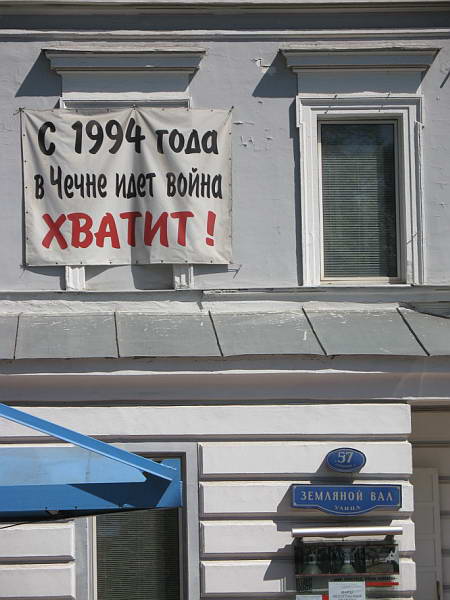 С 1994 года
в Чечне идет война
ХВАТИТ !
57
ЗЕМЛЯНОЙ ВАЛ
УЛИЦА